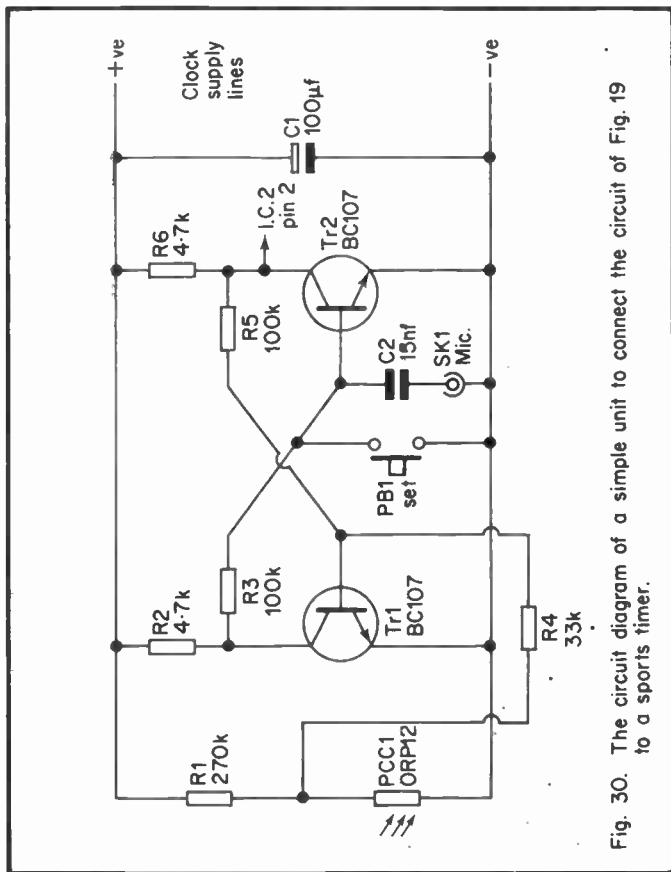 +ve
R1
270k
R2
4·7k
R6
4·7k
Clock
supply
lines
R3
100k
R5
100k
I.C.2
pin 2
C1
100µf
Tr1
BC107
Tr2
BC107
PCC1
ORP12
PB1
set
C2
15nf
SK1
Mic.
-ve
R4
33k
Fig. 30. The circuit diagram of a simple unit to connect the circuit of Fig. 19
to a sports timer.